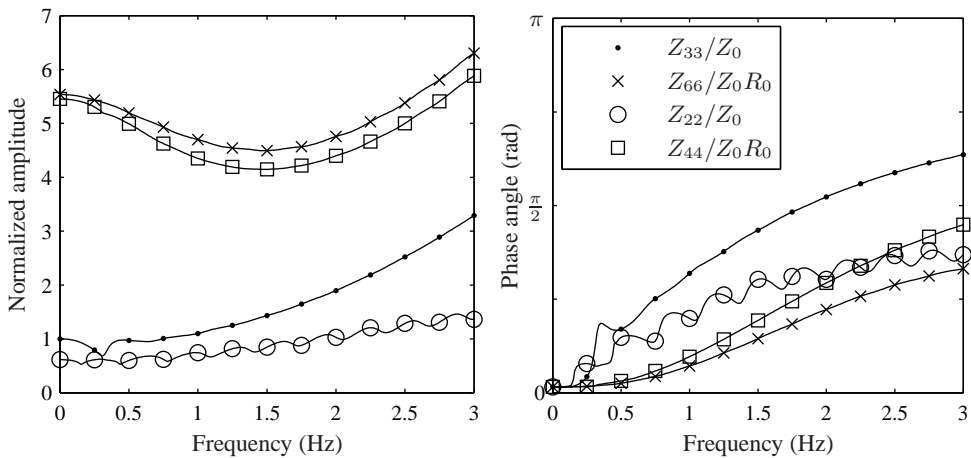 Normalized amplitude
7
6
5
4
3
2
1
0
0 0.5 1 1.5 2 2.5 3
Frequency (Hz)
Phase angle (rad)
π
π/2
0
Z₃₃/Z₀
Z₆₆/Z₀R₀
Z₂₂/Z₀
Z₄₄/Z₀R₀
0 0.5 1 1.5 2 2.5 3
Frequency (Hz)